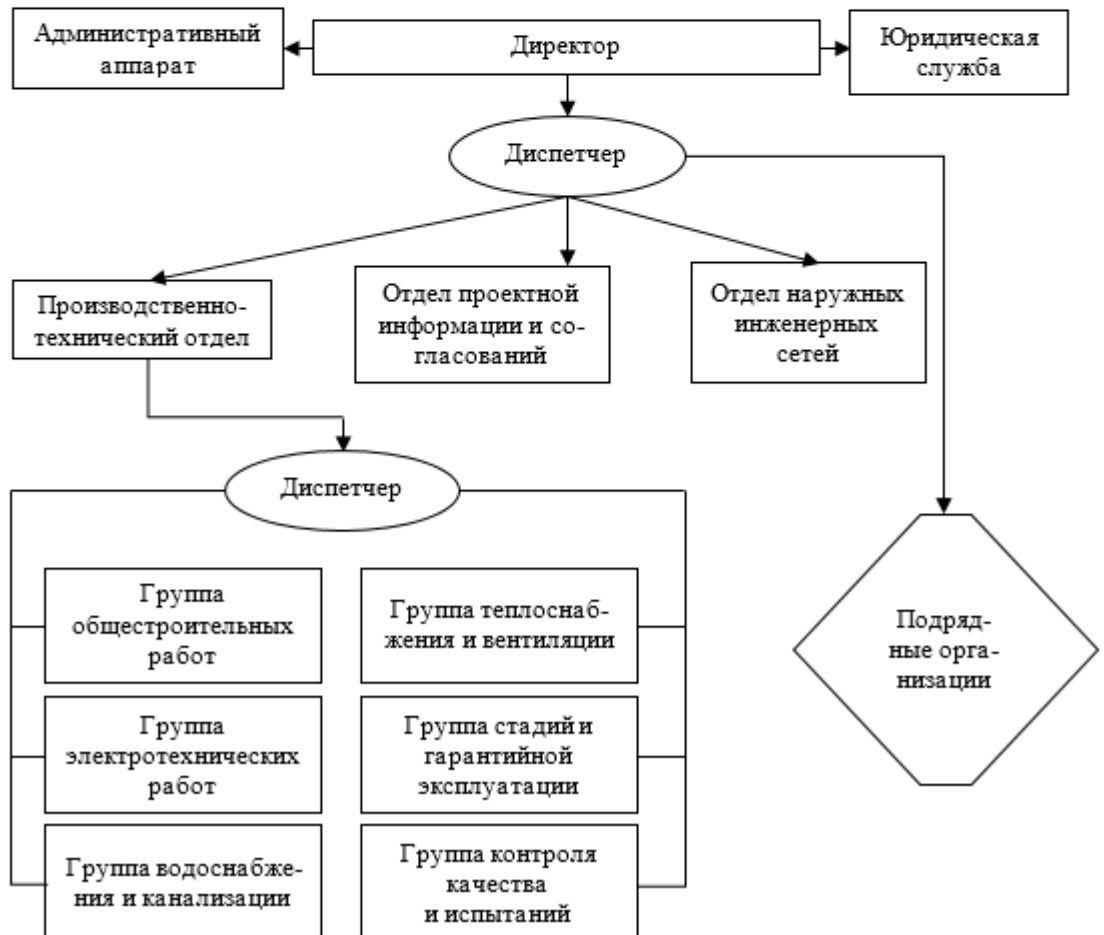 Административный
аппарат
Директор
Юридическая
служба
Диспетчер
Производственно-
технический отдел
Отдел проектной
информации и со-
гласований
Отдел наружных
инженерных
сетей
Диспетчер
Группа
общестроительных
работ
Группа теплоснаб-
жения и вентиляции
Подряд-
ные орга-
низации
Группа
электротехнических
работ
Группа стадий и
гарантийной
эксплуатации
Группа водоснабже-
ния и канализации
Группа контроля
качества
и испытаний